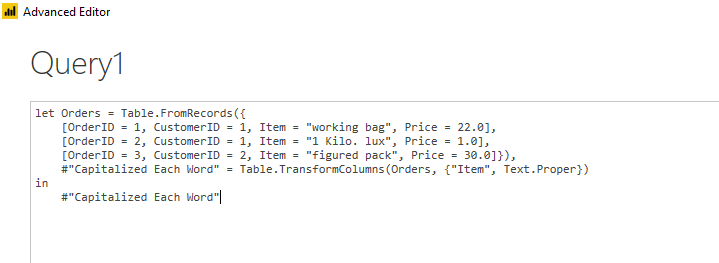 Advanced Editor
Query1
let Orders = Table.FromRecords({
    [OrderID = 1, CustomerID = 1, Item = "working bag", Price = 22.0],
    [OrderID = 2, CustomerID = 1, Item = "1 Kilo. lux", Price = 1.0],
    [OrderID = 3, CustomerID = 2, Item = "figured pack", Price = 30.0]}),
    #"Capitalized Each Word" = Table.TransformColumns(Orders, {"Item", Text.Proper})
in
    #"Capitalized Each Word"